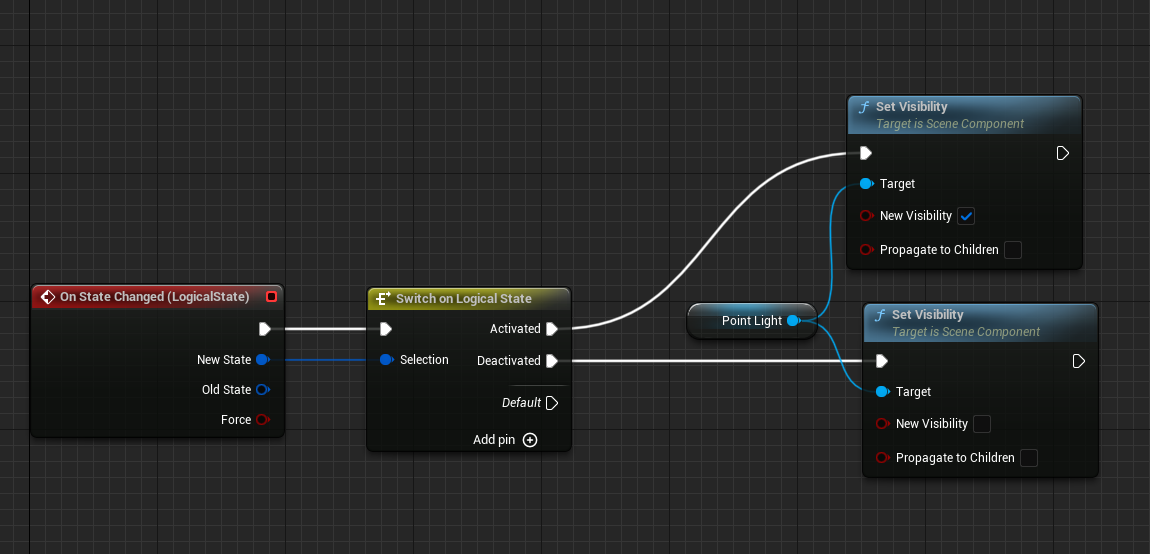 On State Changed (LogicalState)
New State
Old State
Force
Switch on Logical State
Activated
Selection
Deactivated
Default
Add pin
Point Light
Set Visibility
Target is Scene Component
Target
New Visibility
Propagate to Children
Set Visibility
Target is Scene Component
Target
New Visibility
Propagate to Children